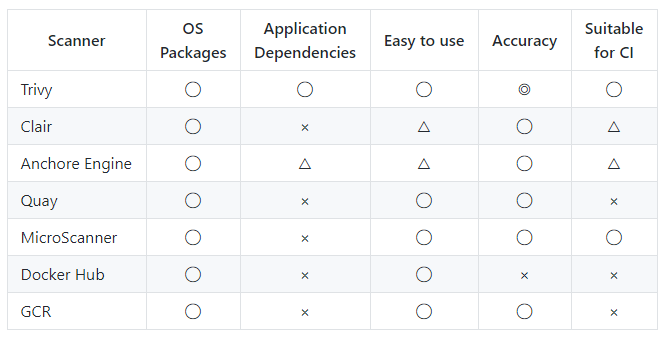 Scanner OS Packages Application Dependencies Easy to use Accuracy Suitable for CI
Trivy ◯ ◯ ◯ ◎ ◯
Clair ◯ × △ ◯ △
Anchore Engine ◯ △ △ ◯ △
Quay ◯ × ◯ ◯ ×
MicroScanner ◯ × ◯ ◯ ◯
Docker Hub ◯ × ◯ × ×
GCR ◯ × ◯ ◯ ×